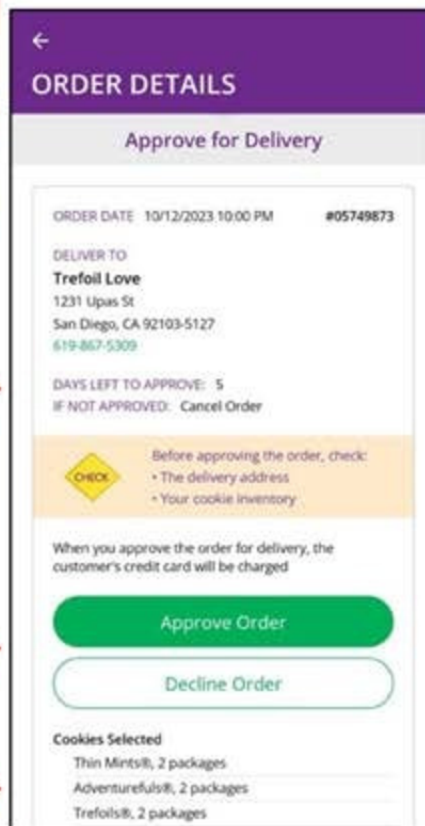 ORDER DETAILS
Approve for Delivery
ORDER DATE 10/12/2023 10:00 PM #05749873
DELIVER TO
Trefoil Love
1231 Upas St
San Diego, CA 92103-5127
619-867-5309
DAYS LEFT TO APPROVE: 5
IF NOT APPROVED: Cancel Order
CHECK
Before approving the order, check:
• The delivery address
• Your cookie inventory
When you approve the order for delivery, the
customer's credit card will be charged
Approve Order
Decline Order
Cookies Selected
Thin Mints®, 2 packages
Adventurefuls®, 2 packages
Trefoils®, 2 packages